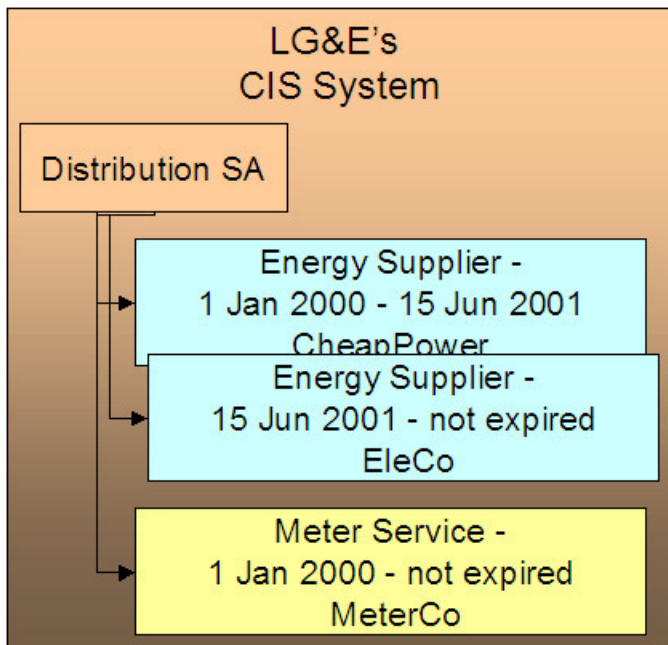 LG&E’s
CIS System
Distribution SA
Energy Supplier -
1 Jan 2000 - 15 Jun 2001
CheapPower
Energy Supplier -
15 Jun 2001 - not expired
EleCo
Meter Service -
1 Jan 2000 - not expired
MeterCo